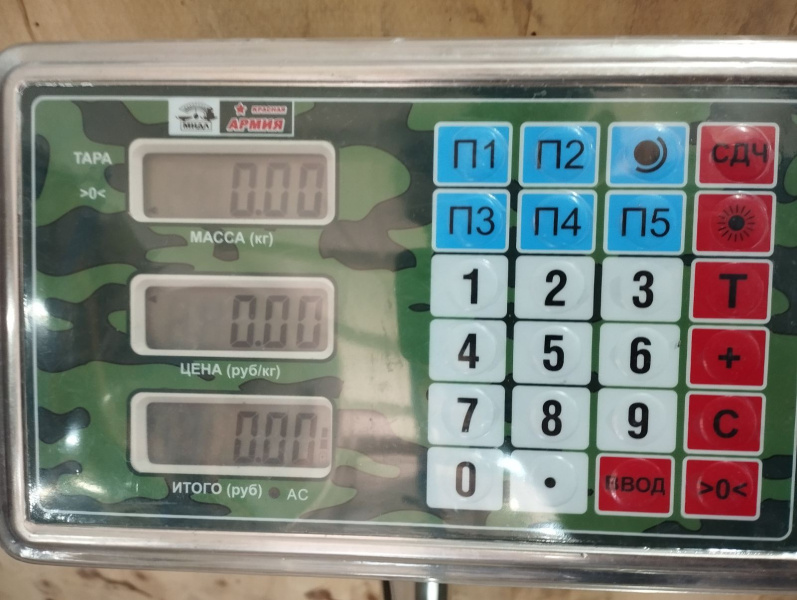 МИДЛ
КРАСНАЯ
АРМИЯ
ТАРА
>0<
0.00
МАССА (кг)
0.00
ЦЕНА (руб/кг)
0.00
ИТОГО (руб) АС
П1 П2 СДЧ
П3 П4 П5
1 2 3 Т
4 5 6 +
7 8 9 С
0 . ВВОД >0<